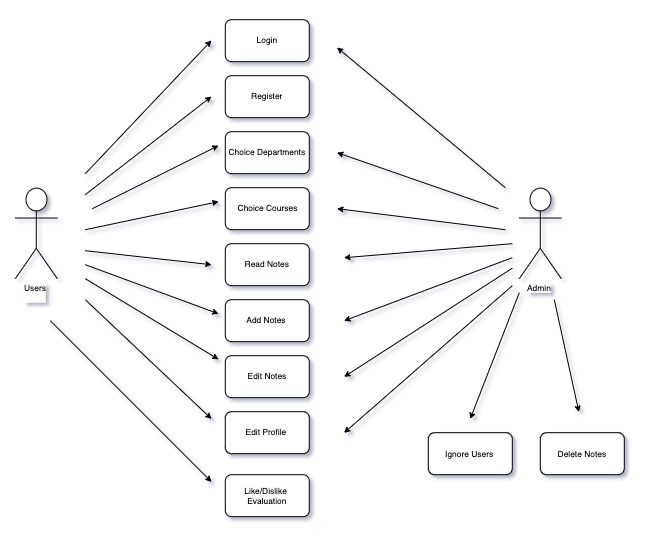 Login
Register
Choice Departments
Choice Courses
Read Notes
Users
Admin
Add Notes
Edit Notes
Edit Profile
Ignore Users
Delete Notes
Like/Dislike
Evaluation